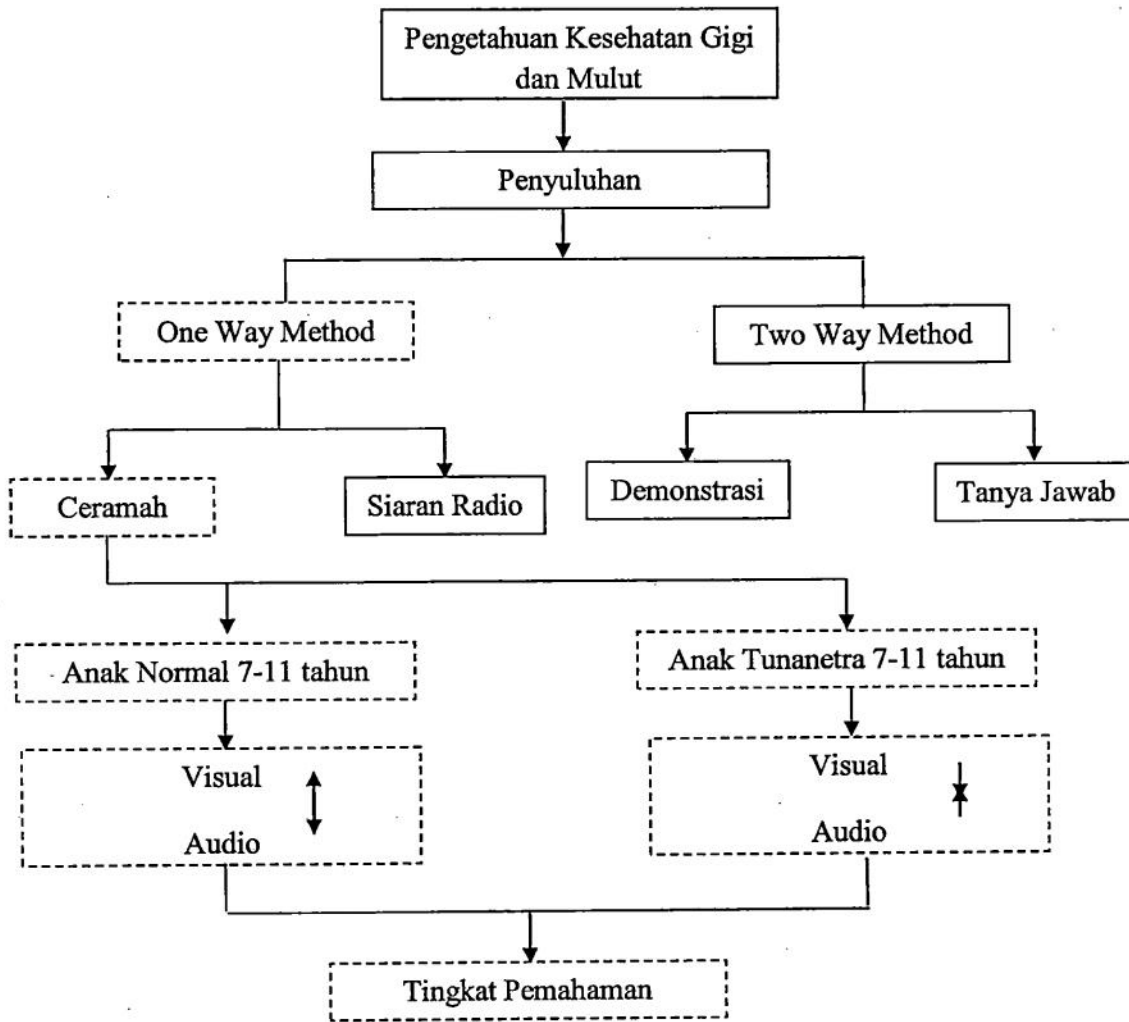 Pengetahuan Kesehatan Gigi
dan Mulut
Penyuluhan
One Way Method
Two Way Method
Ceramah
Siaran Radio
Demonstrasi
Tanya Jawab
Anak Normal 7-11 tahun
Anak Tunanetra 7-11 tahun
Visual
Audio
Visual
Audio
Tingkat Pemahaman